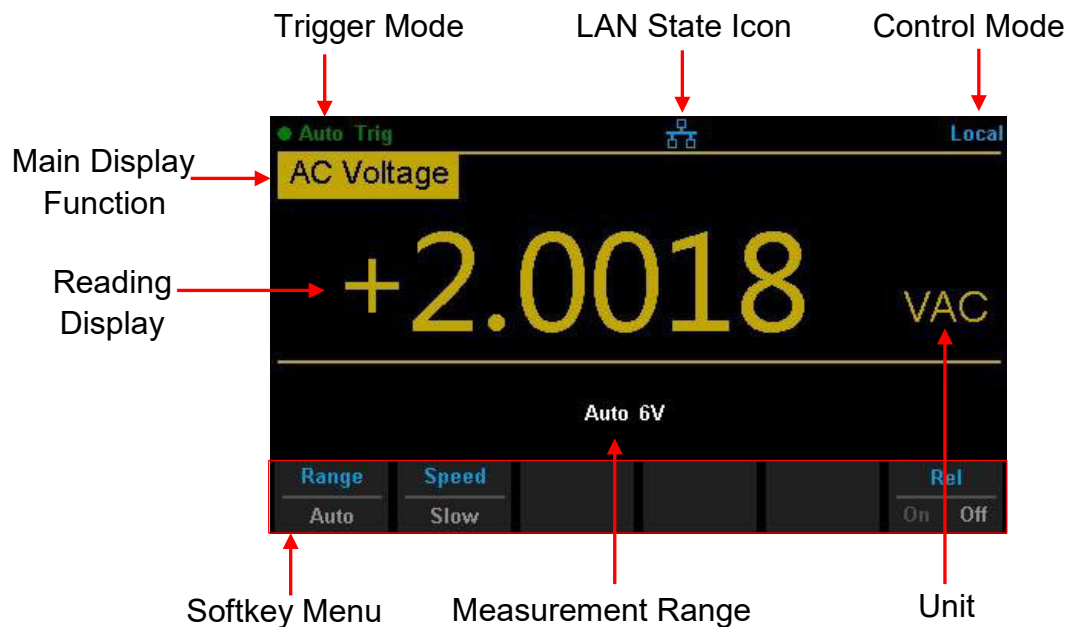 Trigger Mode
LAN State Icon
Control Mode
Auto Trig
Local
Main Display
Function
AC Voltage
Reading
Display
+2.0018
VAC
Auto 6V
Range
Speed
Rel
Auto
Slow
On Off
Softkey Menu
Measurement Range
Unit